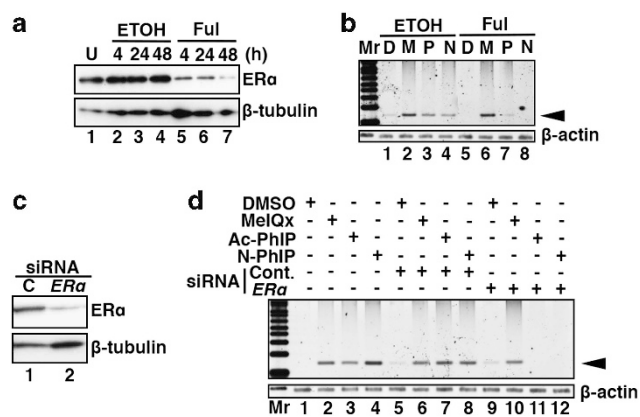 a
ETOH Ful
U 4 24 48 4 24 48 (h)
ERα
β-tubulin
1 2 3 4 5 6 7
b
ETOH Ful
Mr D M P N D M P N
β-actin
1 2 3 4 5 6 7 8
c
siRNA
C ERα
ERα
β-tubulin
1 2
d
DMSO + - - - + - - - + - - -
MeIQx - + - - - + - - - + - -
Ac-PhIP - - + - - - + - - - + -
N-PhIP - - - + - - - + - - - +
siRNA Cont. - - - - + + + + - - - -
ERα - - - - - - - - + + + +
β-actin
Mr 1 2 3 4 5 6 7 8 9 10 11 12